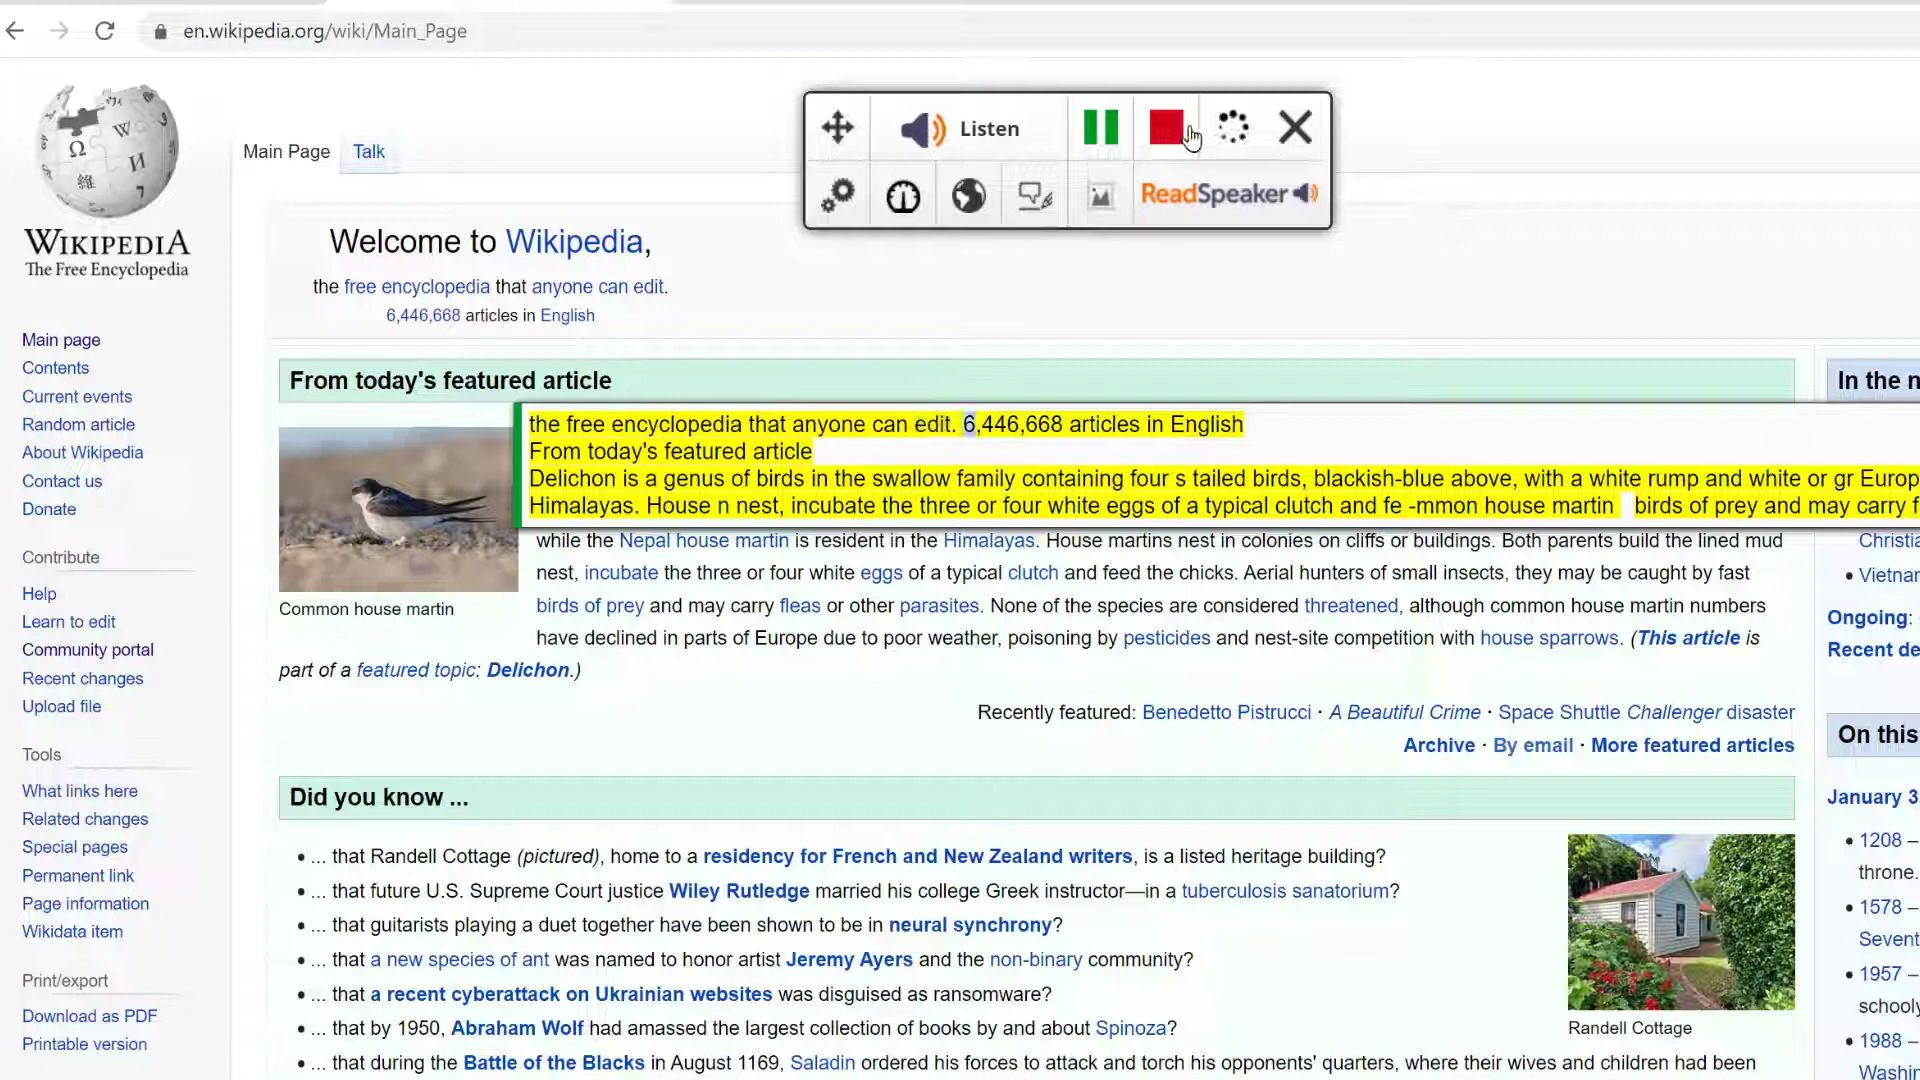 en.wikipedia.org/wiki/Main_Page
Listen
ReadSpeaker
WIKIPEDIA
The Free Encyclopedia
Main Page Talk
Welcome to Wikipedia,
the free encyclopedia that anyone can edit.
6,446,668 articles in English
Main page
Contents
Current events
Random article
About Wikipedia
Contact us
Donate
Contribute
Help
Learn to edit
Community portal
Recent changes
Upload file
Tools
What links here
Related changes
Special pages
Permanent link
Page information
Wikidata item
Print/export
Download as PDF
Printable version
From today's featured article
the free encyclopedia that anyone can edit. 6,446,668 articles in English
From today's featured article
Delichon is a genus of birds in the swallow family containing four s tailed birds, blackish-blue above, with a white rump and white or gr Europ
Himalayas. House n nest, incubate the three or four white eggs of a typical clutch and fe -mmon house martin birds of prey and may carry f
while the Nepal house martin is resident in the Himalayas. House martins nest in colonies on cliffs or buildings. Both parents build the lined mud
nest, incubate the three or four white eggs of a typical clutch and feed the chicks. Aerial hunters of small insects, they may be caught by fast
birds of prey and may carry fleas or other parasites. None of the species are considered threatened, although common house martin numbers
have declined in parts of Europe due to poor weather, poisoning by pesticides and nest-site competition with house sparrows. (This article is
part of a featured topic: Delichon.)
Common house martin
Recently featured: Benedetto Pistrucci · A Beautiful Crime · Space Shuttle Challenger disaster
Archive · By email · More featured articles
Did you know ...
... that Randell Cottage (pictured), home to a residency for French and New Zealand writers, is a listed heritage building?
... that future U.S. Supreme Court justice Wiley Rutledge married his college Greek instructor—in a tuberculosis sanatorium?
... that guitarists playing a duet together have been shown to be in neural synchrony?
... that a new species of ant was named to honor artist Jeremy Ayers and the non-binary community?
... that a recent cyberattack on Ukrainian websites was disguised as ransomware?
... that by 1950, Abraham Wolf had amassed the largest collection of books by and about Spinoza?
... that during the Battle of the Blacks in August 1169, Saladin ordered his forces to attack and torch his opponents' quarters, where their wives and children had been
Randell Cottage
In the n
Christia
Vietnar
Ongoing:
Recent de
On this
January 3
1208 –
throne.
1578 –
Sevent
1957 –
schooly
1988 –
Washin